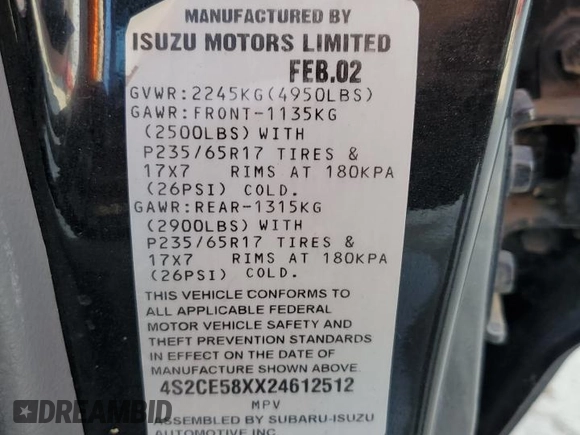 MANUFACTURED BY
ISUZU MOTORS LIMITED
FEB.02
GVWR:2245KG(4950LBS)
GAWR:FRONT-1135KG
(2500LBS) WITH
P235/65R17 TIRES &
17X7 RIMS AT 180KPA
(26PSI) COLD.
GAWR:REAR-1315KG
(2900LBS) WITH
P235/65R17 TIRES &
17X7 RIMS AT 180KPA
(26PSI) COLD.
THIS VEHICLE CONFORMS TO
ALL APPLICABLE FEDERAL
MOTOR VEHICLE SAFETY AND
THEFT PREVENTION STANDARDS
IN EFFECT ON THE DATE OF
MANUFACTURE SHOWN ABOVE
4S2CE58XX24612512
MPV
ASSEMBLED BY SUBARU-ISUZU
AUTOMOTIVE INC
DREAMBID